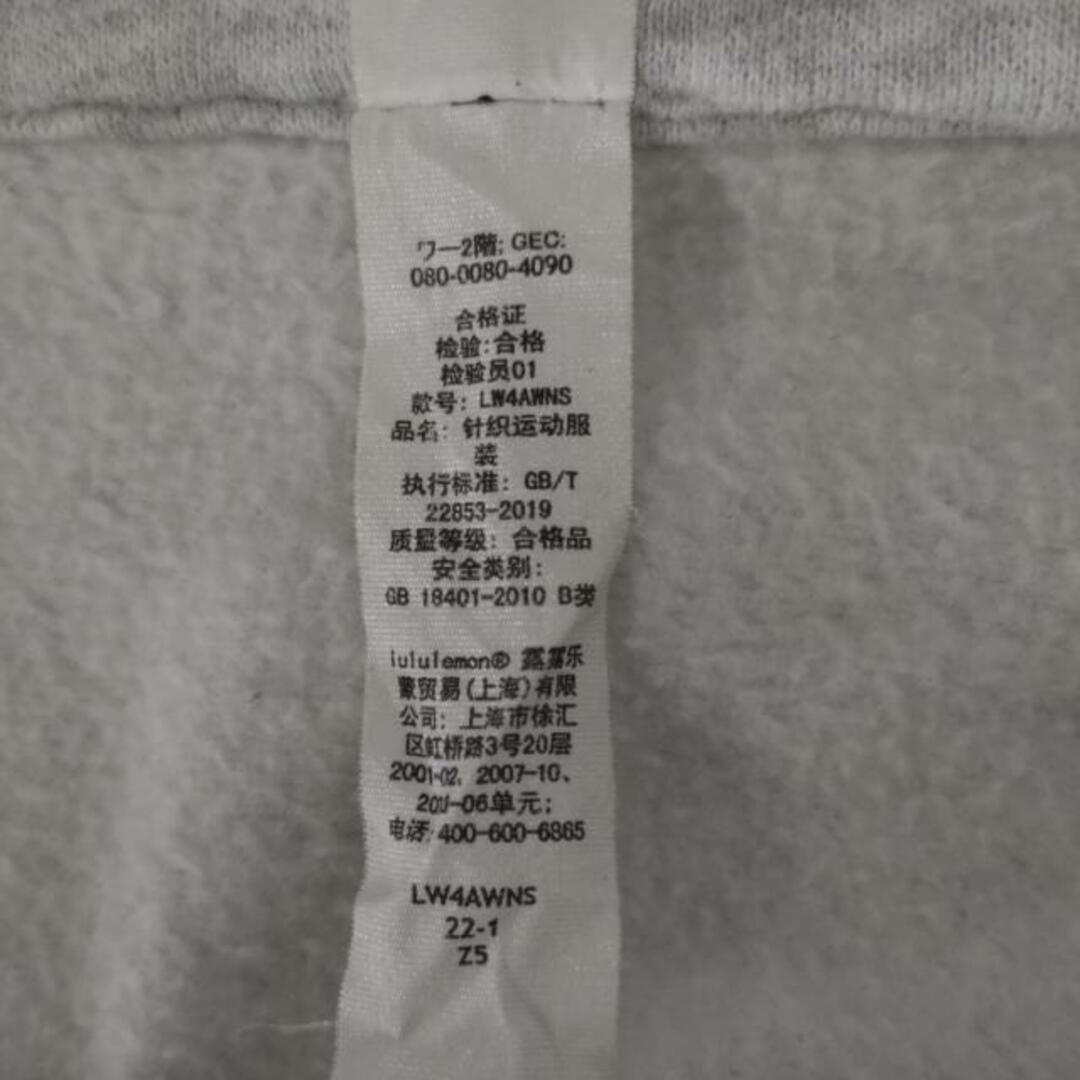 ワー2階; GEC:
080-0080-4090
合格证
检验:合格
检验员01
款号: LW4AWNS
品名: 针织运动服
装
执行标准: GB/T
22853-2019
质量等级: 合格品
安全类别:
GB 18401-2010 B类
lululemon® 露露乐
蒙贸易(上海)有限
公司: 上海市徐汇
区虹桥路3号20层
2001-02、2007-10、
-06单元;
电话: 400-600-6865
LW4AWNS
22-1
Z5